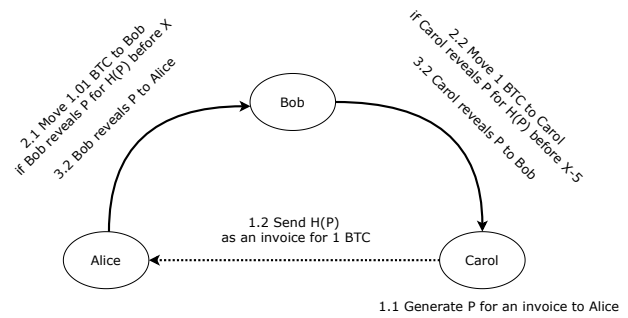 2.1 Move 1.01 BTC to Bob
if Bob reveals P for H(P) before X
3.2 Bob reveals P to Alice
Bob
2.2 Move 1 BTC to Carol
if Carol reveals P for H(P) before X-5
3.2 Carol reveals P to Bob
1.2 Send H(P)
as an invoice for 1 BTC
Alice
Carol
1.1 Generate P for an invoice to Alice